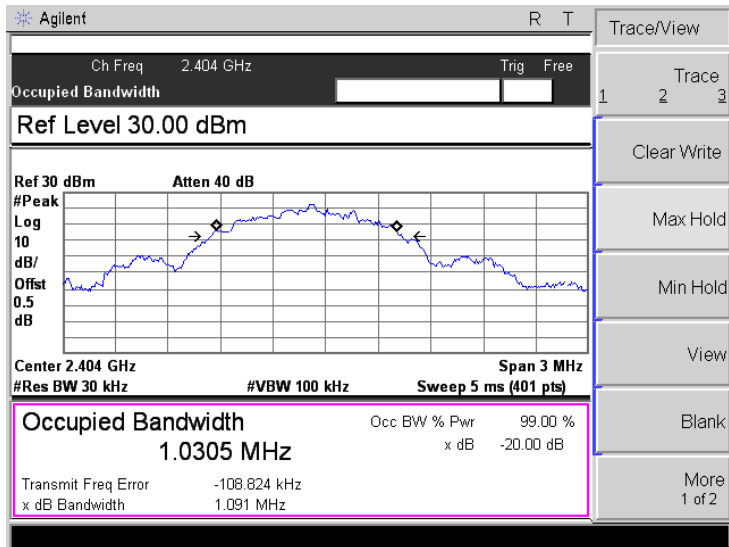 Agilent R T
Ch Freq 2.404 GHz Trig Free
Occupied Bandwidth
Ref Level 30.00 dBm
Ref 30 dBm Atten 40 dB
#Peak
Log
10
dB/
Offst
0.5
dB
Center 2.404 GHz Span 3 MHz
#Res BW 30 kHz #VBW 100 kHz Sweep 5 ms (401 pts)
Occupied Bandwidth Occ BW % Pwr 99.00 %
1.0305 MHz x dB -20.00 dB
Transmit Freq Error -108.824 kHz
x dB Bandwidth 1.091 MHz
Trace/View
Trace
1 2 3
Clear Write
Max Hold
Min Hold
View
Blank
More
1 of 2